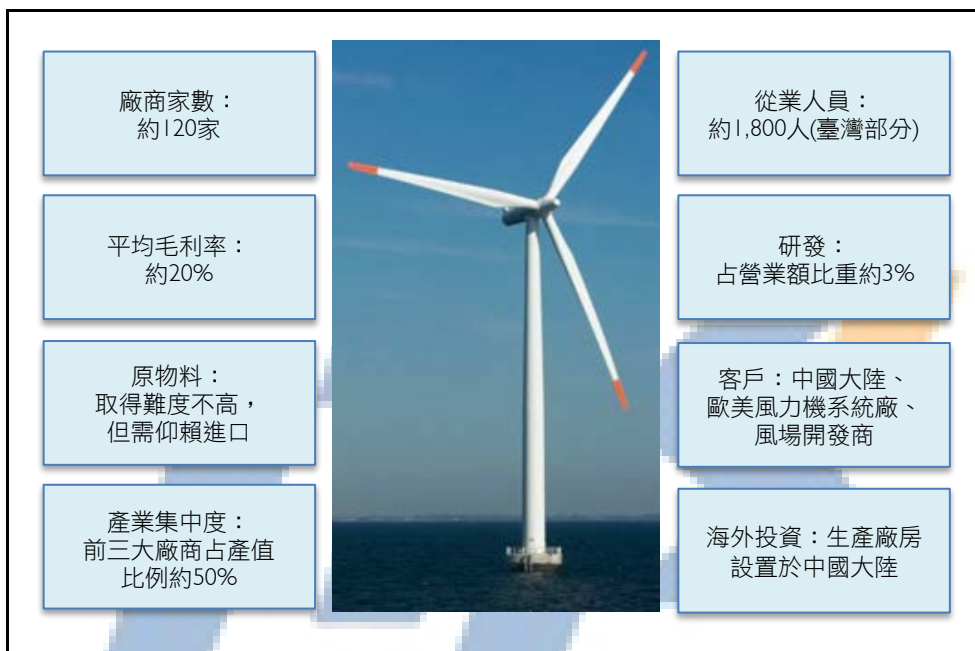 廠商家數：
約120家
平均毛利率：
約20%
原物料：
取得難度不高，
但需仰賴進口
產業集中度：
前三大廠商占產值
比例約50%
從業人員：
約1,800人(臺灣部分)
研發：
占營業額比重約3%
客戶：中國大陸、
歐美風力機系統廠、
風場開發商
海外投資：生產廠房
設置於中國大陸